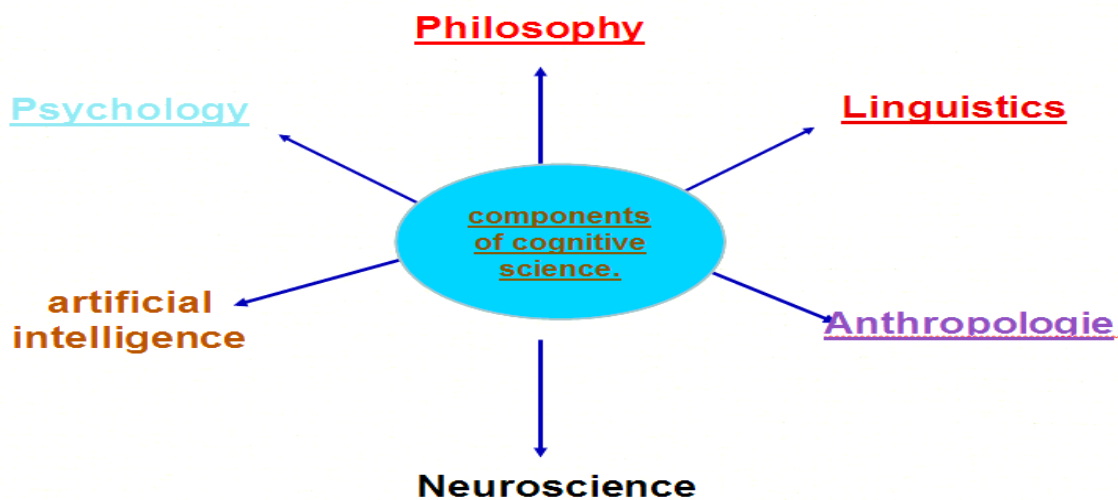 Philosophy
Psychology
Linguistics
components
of cognitive
science.
artificial
intelligence
Anthropologie
Neuroscience